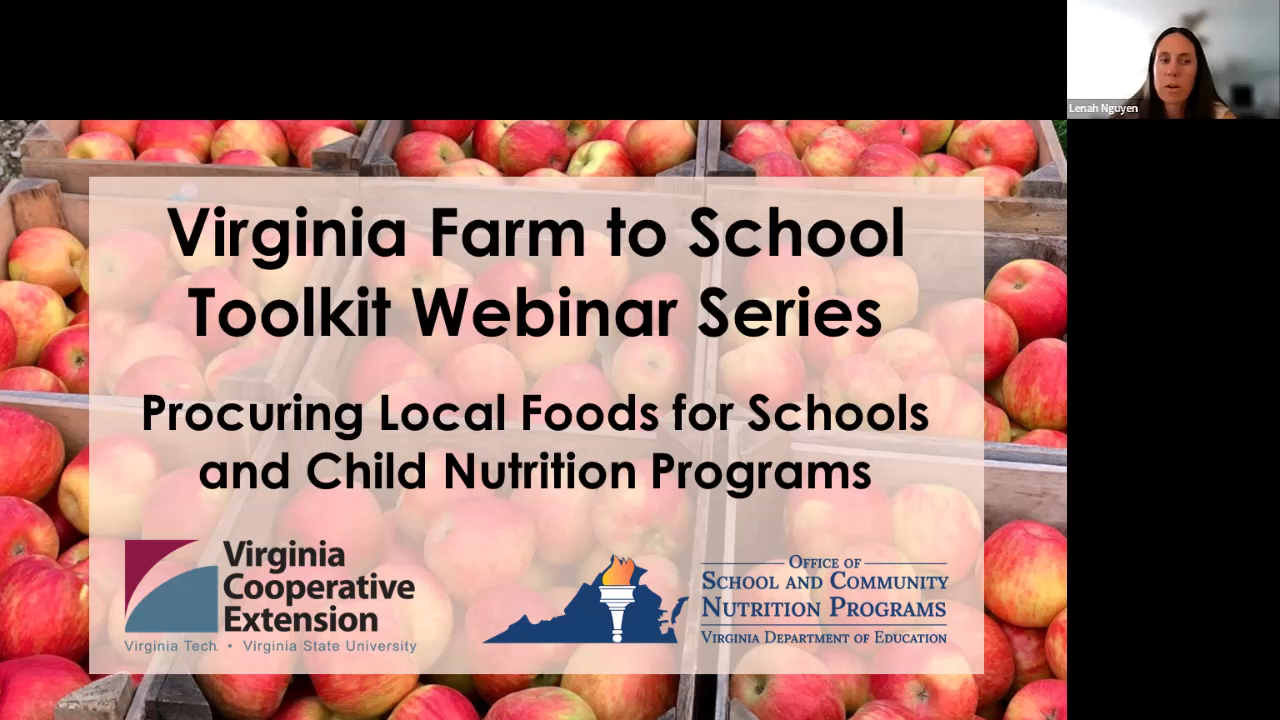 Lenah Nguyen
Virginia Farm to School
Toolkit Webinar Series
Procuring Local Foods for Schools
and Child Nutrition Programs
Virginia
Cooperative
Extension
Virginia Tech • Virginia State University
Office of
School and Community
Nutrition Programs
Virginia Department of Education